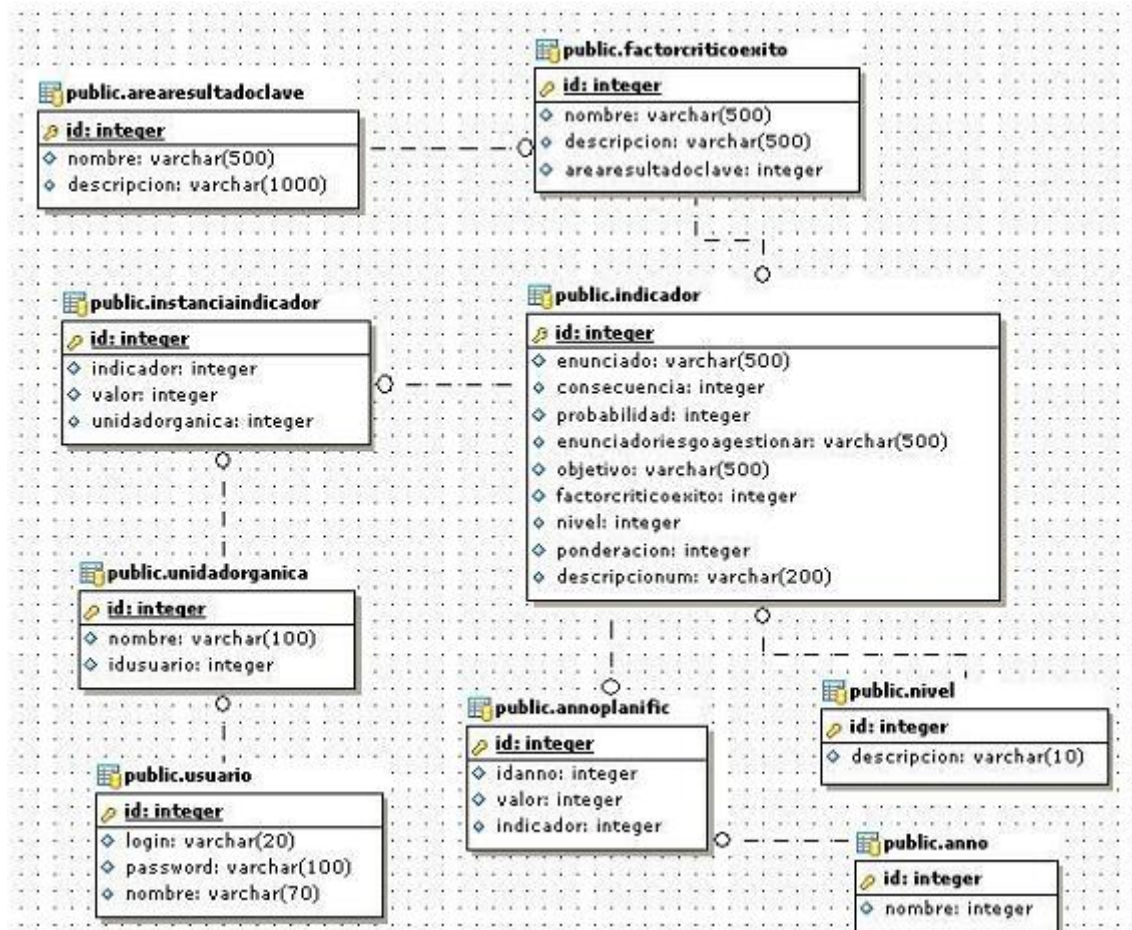 public.factorcriticoexito
id: integer
nombre: varchar(500)
descripcion: varchar(500)
arearesultadoclave: integer
public.arearesultadoclave
id: integer
nombre: varchar(500)
descripcion: varchar(1000)
public.instanciaindicador
id: integer
indicador: integer
valor: integer
unidadorganica: integer
public.indicador
id: integer
enunciado: varchar(500)
consecuencia: integer
probabilidad: integer
enunciadoriesgoagestionar: varchar(500)
objetivo: varchar(500)
factorcriticoexito: integer
nivel: integer
ponderacion: integer
descripcionum: varchar(200)
public.unidadorganica
id: integer
nombre: varchar(100)
idusuario: integer
public.annoplanific
id: integer
idanno: integer
valor: integer
indicador: integer
public.nivel
id: integer
descripcion: varchar(10)
public.usuario
id: integer
login: varchar(20)
password: varchar(100)
nombre: varchar(70)
public.anno
id: integer
nombre: integer